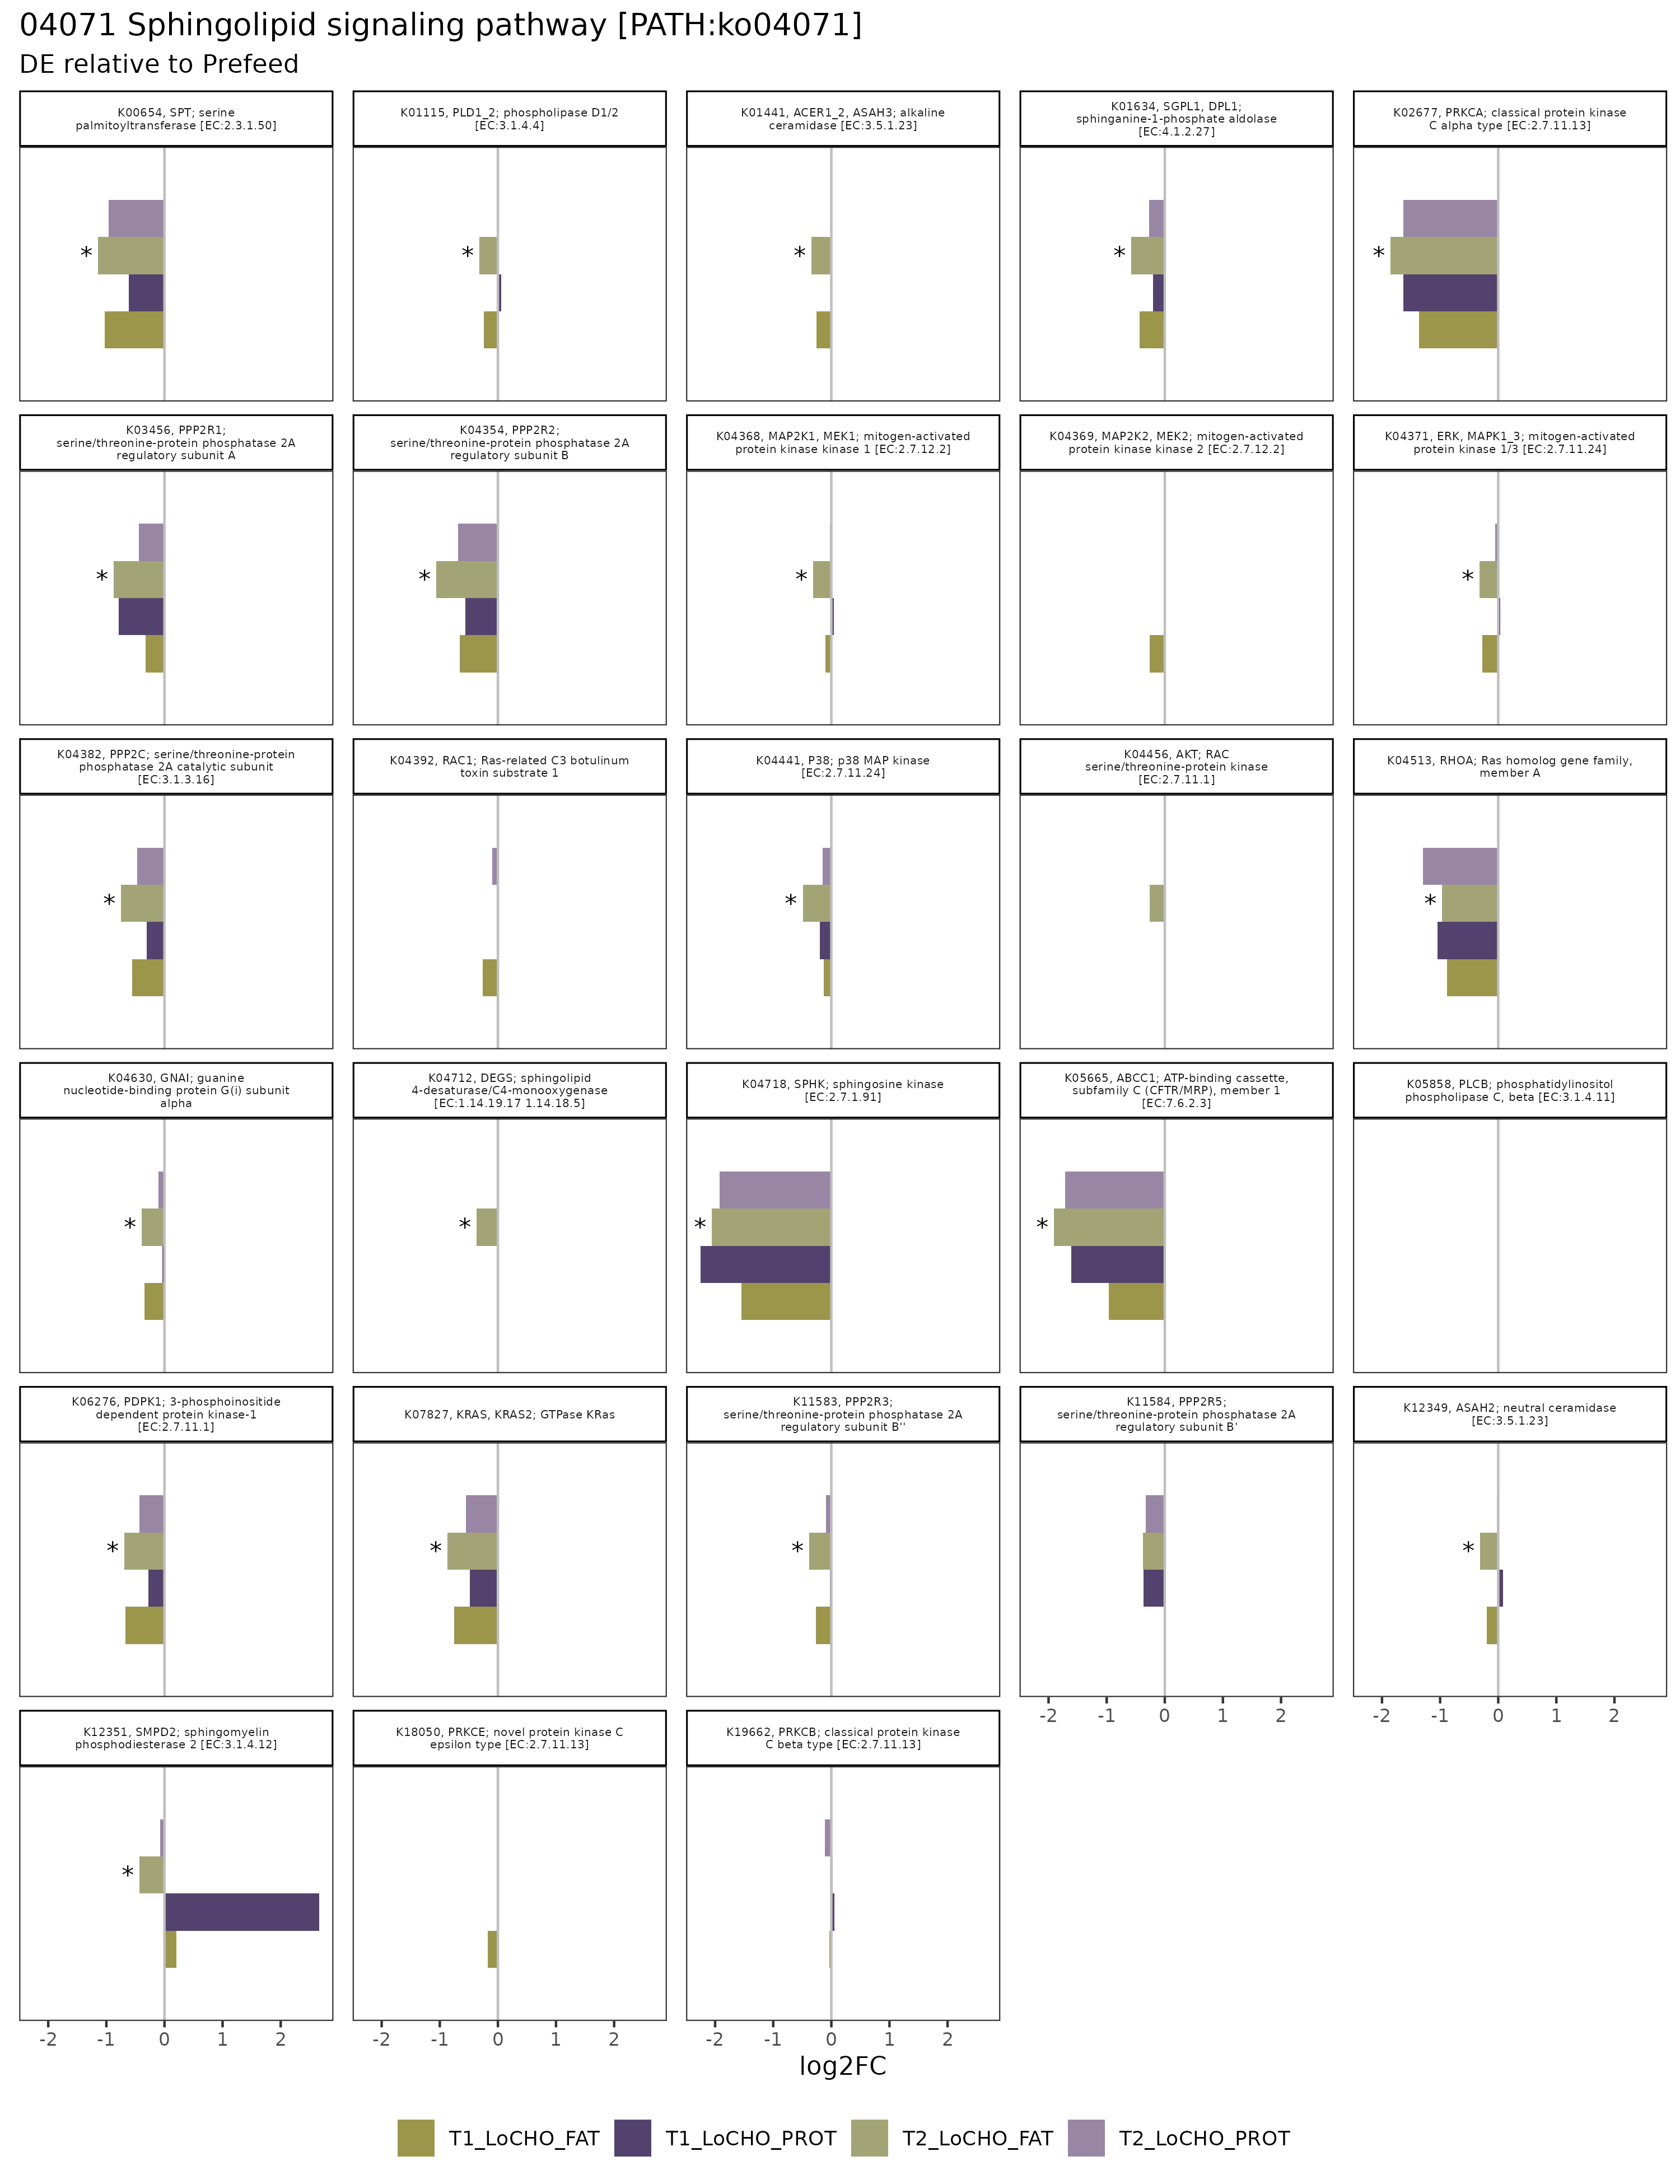 04071 Sphingolipid signaling pathway [PATH:ko04071]
DE relative to Prefeed
K00654, SPT; serine
palmitoyltransferase [EC:2.3.1.50]
K01115, PLD1_2; phospholipase D1/2
[EC:3.1.4.4]
K01441, ACER1_2, ASAH3; alkaline
ceramidase [EC:3.5.1.23]
K01634, SGPL1, DPL1;
sphinganine-1-phosphate aldolase
[EC:4.1.2.27]
K02677, PRKCA; classical protein kinase
C alpha type [EC:2.7.11.13]
*
*
*
*
*
K03456, PPP2R1;
serine/threonine-protein phosphatase 2A
regulatory subunit A
K04354, PPP2R2;
serine/threonine-protein phosphatase 2A
regulatory subunit B
K04368, MAP2K1, MEK1; mitogen-activated
protein kinase kinase 1 [EC:2.7.12.2]
K04369, MAP2K2, MEK2; mitogen-activated
protein kinase kinase 2 [EC:2.7.12.2]
K04371, ERK, MAPK1_3; mitogen-activated
protein kinase 1/3 [EC:2.7.11.24]
*
*
*
*
K04382, PPP2C; serine/threonine-protein
phosphatase 2A catalytic subunit
[EC:3.1.3.16]
K04392, RAC1; Ras-related C3 botulinum
toxin substrate 1
K04441, P38; p38 MAP kinase
[EC:2.7.11.24]
K04456, AKT; RAC
serine/threonine-protein kinase
[EC:2.7.11.1]
K04513, RHOA; Ras homolog gene family,
member A
*
*
*
K04630, GNAI; guanine
nucleotide-binding protein G(i) subunit
alpha
K04712, DEGS; sphingolipid
4-desaturase/C4-monooxygenase
[EC:1.14.19.17 1.14.18.5]
K04718, SPHK; sphingosine kinase
[EC:2.7.1.91]
K05665, ABCC1; ATP-binding cassette,
subfamily C (CFTR/MRP), member 1
[EC:7.6.2.3]
K05858, PLCB; phosphatidylinositol
phospholipase C, beta [EC:3.1.4.11]
*
*
*
*
K06276, PDPK1; 3-phosphoinositide
dependent protein kinase-1
[EC:2.7.11.1]
K07827, KRAS, KRAS2; GTPase KRas
K11583, PPP2R3;
serine/threonine-protein phosphatase 2A
regulatory subunit B''
K11584, PPP2R5;
serine/threonine-protein phosphatase 2A
regulatory subunit B'
K12349, ASAH2; neutral ceramidase
[EC:3.5.1.23]
*
*
*
*
-2 -1 0 1 2
-2 -1 0 1 2
K12351, SMPD2; sphingomyelin
phosphodiesterase 2 [EC:3.1.4.12]
K18050, PRKCE; novel protein kinase C
epsilon type [EC:2.7.11.13]
K19662, PRKCB; classical protein kinase
C beta type [EC:2.7.11.13]
*
-2 -1 0 1 2
-2 -1 0 1 2
-2 -1 0 1 2
log2FC
T1_LoCHO_FAT T1_LoCHO_PROT T2_LoCHO_FAT T2_LoCHO_PROT